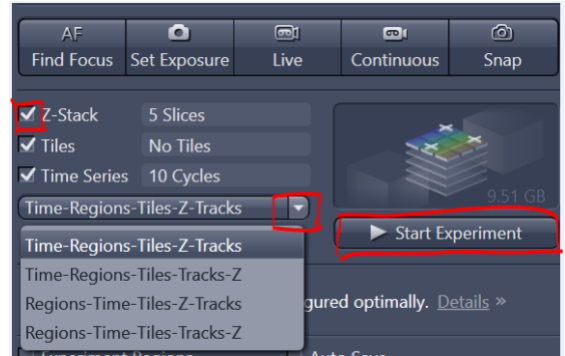 AF
Find Focus
Set Exposure
Live
Continuous
Snap
Z-Stack
5 Slices
Tiles
No Tiles
Time Series
10 Cycles
9.51 GB
Time-Regions-Tiles-Z-Tracks
Start Experiment
Time-Regions-Tiles-Z-Tracks
Time-Regions-Tiles-Tracks-Z
Regions-Time-Tiles-Z-Tracks
Regions-Time-Tiles-Tracks-Z
gured optimally. Details »
Experiment Regions
Auto Save